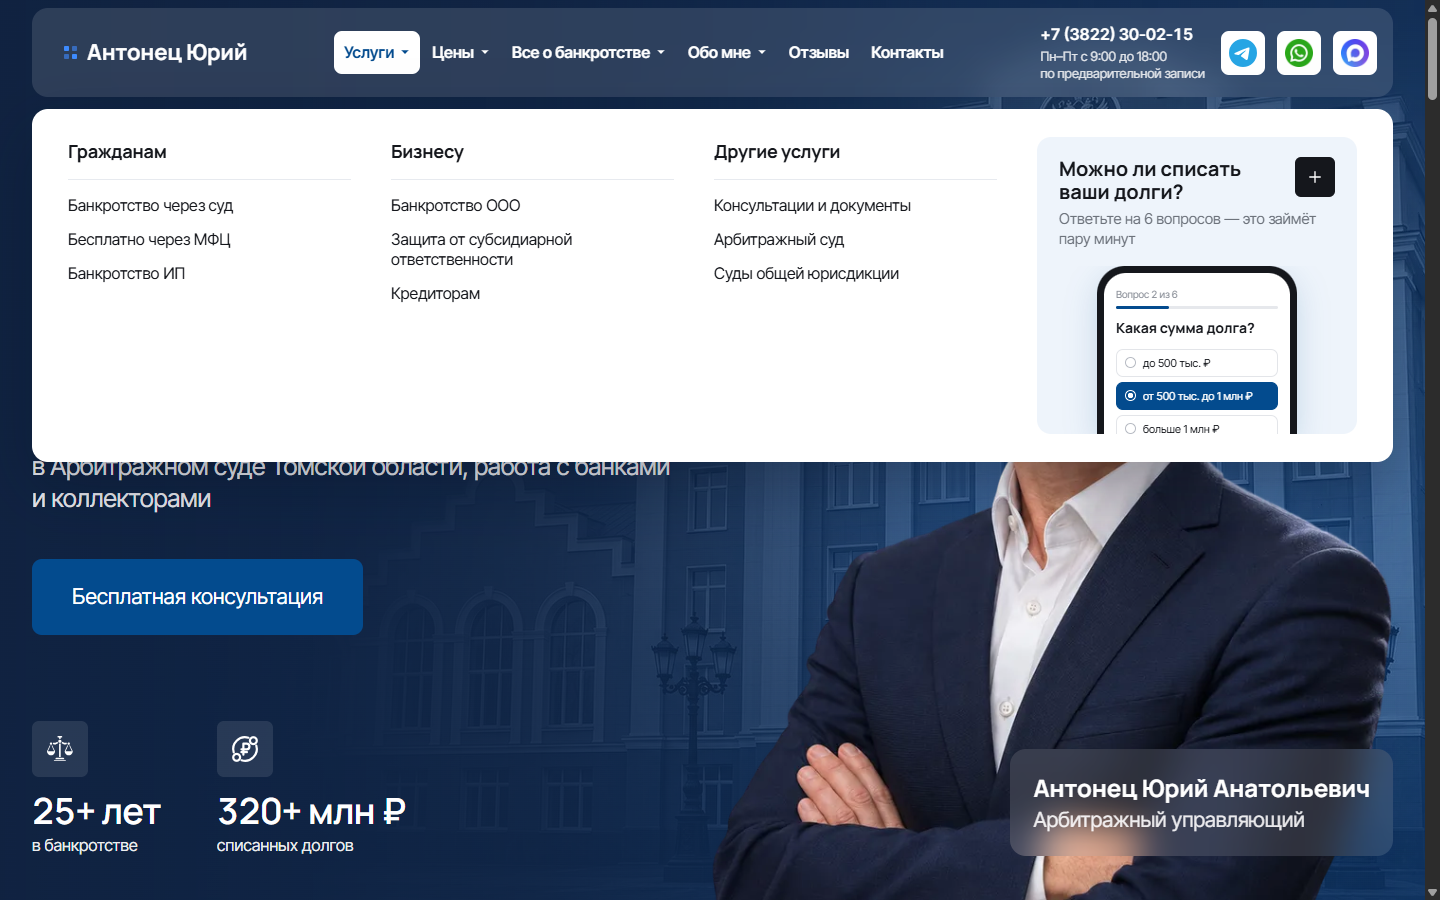 Антонец Юрий
Услуги
Цены
Все о банкротстве
Обо мне
Отзывы
Контакты
+7 (3822) 30-02-15
Пн–Пт с 9:00 до 18:00
по предварительной записи
Гражданам
Банкротство через суд
Бесплатно через МФЦ
Банкротство ИП
Бизнесу
Банкротство ООО
Защита от субсидиарной
ответственности
Кредиторам
Другие услуги
Консультации и документы
Арбитражный суд
Суды общей юрисдикции
Можно ли списать
ваши долги?
Ответьте на 6 вопросов — это займёт
пару минут
Вопрос 2 из 6
Какая сумма долга?
до 500 тыс. ₽
от 500 тыс. до 1 млн ₽
больше 1 млн ₽
в Арбитражном суде Томской области, работа с банками
и коллекторами
Бесплатная консультация
25+ лет
в банкротстве
320+ млн ₽
списанных долгов
Антонец Юрий Анатольевич
Арбитражный управляющий